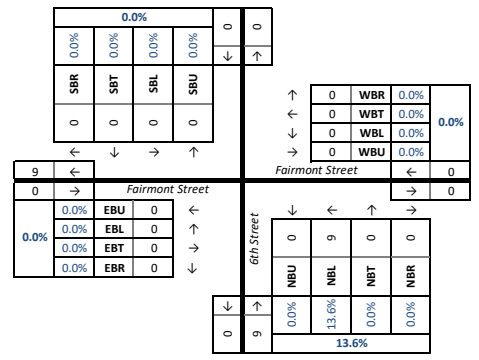 0.0%
0.0% 0.0% 0.0% 0.0%
SBR SBT SBL SBU
0 0 0 0
0 0
↓ ↑
← ↓ → ↑
↑ 0 WBR 0.0%
← 0 WBT 0.0%
↓ 0 WBL 0.0%
→ 0 WBU 0.0%
0.0%
Fairmont Street
9 ←
← 0
0 →
→ 0
Fairmont Street
0.0%
0.0% EBU 0 ←
0.0% EBL 0 ↑
0.0% EBT 0 →
0.0% EBR 0 ↓
6th Street
↓ ← ↑ →
0 9 0 0
NBU NBL NBT NBR
0.0% 13.6% 0.0% 0.0%
13.6%
↓ ↑
0 9